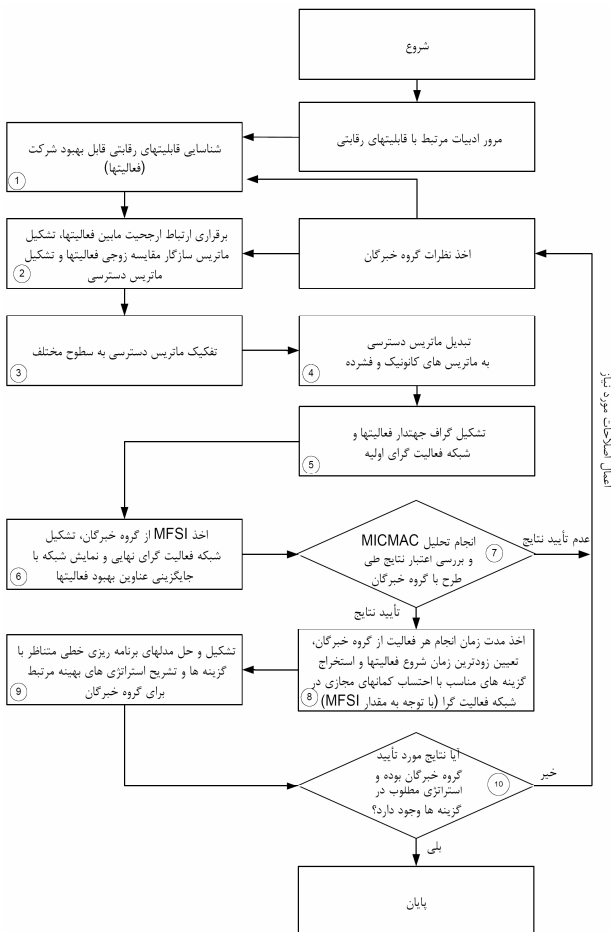 شروع
مرور ادبیات مرتبط با قابلیتهای رقابتی
شناسایی قابلیتهای رقابتی قابل بهبود شرکت
(فعالیتها)
1
اخذ نظرات گروه خبرگان
برقراری ارتباط ارجحیت مابین فعالیتها، تشکیل
ماتریس سازگار مقایسه زوجی فعالیتها و تشکیل
ماتریس دسترسی
2
تفکیک ماتریس دسترسی به سطوح مختلف
3
تبدیل ماتریس دسترسی
به ماتریس های کانونیک و فشرده
4
تشکیل گراف جهتدار فعالیتها و
شبکه فعالیت گرای اولیه
5
اخذ MFSI از گروه خبرگان، تشکیل
شبکه فعالیت گرای نهایی و نمایش شبکه با
جایگزینی عناوین بهبود فعالیتها
6
انجام تحلیل MICMAC
و بررسی اعتبار نتایج طی
طرح با گروه خبرگان
7
عدم تأیید نتایج
اعمال اصلاحات مورد نیاز
تأیید نتایج
اخذ مدت زمان انجام هر فعالیت از گروه خبرگان،
تعیین زودترین زمان شروع فعالیتها و استخراج
گزینه های مناسب با احتساب کمانهای مجازی در
شبکه فعالیت گرا (با توجه به مقدار MFSI)
8
تشکیل و حل مدلهای برنامه ریزی خطی متناظر با
گزینه ها و تشریح استراتژی های بهینه مرتبط
برای گروه خبرگان
9
آیا نتایج مورد تأیید
گروه خبرگان بوده و
استراتژی مطلوب در
گزینه ها وجود دارد؟
10
خیر
بلی
پایان